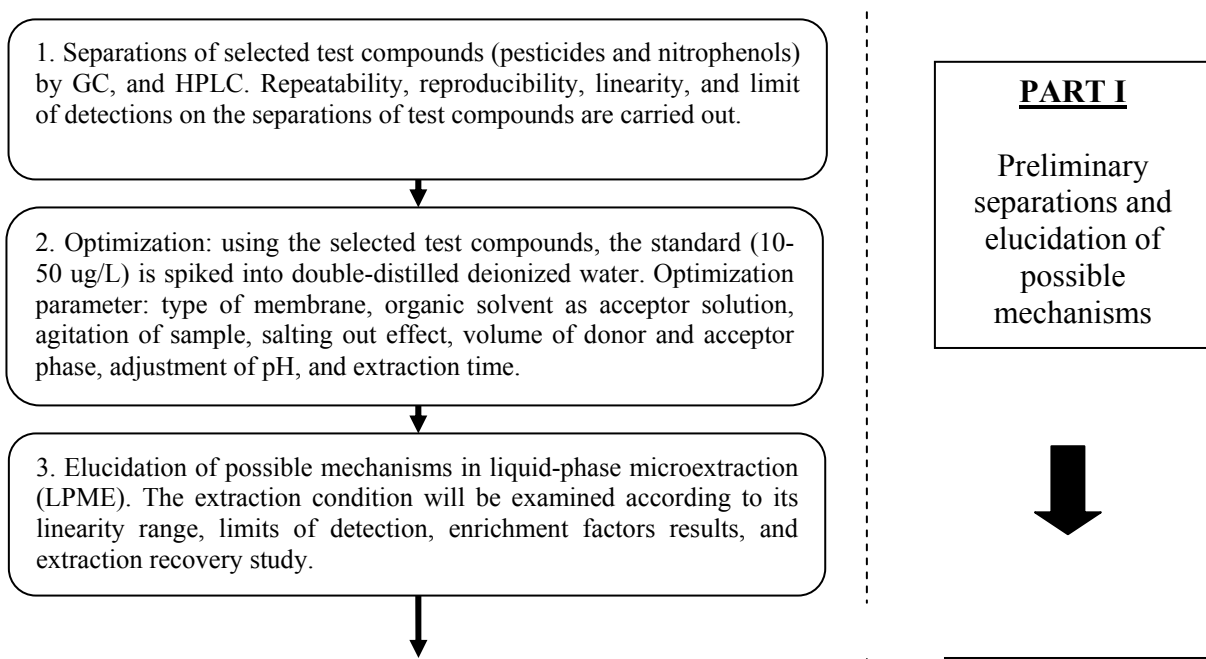 1. Separations of selected test compounds (pesticides and nitrophenols)
by GC, and HPLC. Repeatability, reproducibility, linearity, and limit
of detections on the separations of test compounds are carried out.
2. Optimization: using the selected test compounds, the standard (10-
50 ug/L) is spiked into double-distilled deionized water. Optimization
parameter: type of membrane, organic solvent as acceptor solution,
agitation of sample, salting out effect, volume of donor and acceptor
phase, adjustment of pH, and extraction time.
3. Elucidation of possible mechanisms in liquid-phase microextraction
(LPME). The extraction condition will be examined according to its
linearity range, limits of detection, enrichment factors results, and
extraction recovery study.
PART I
Preliminary
separations and
elucidation of
possible
mechanisms